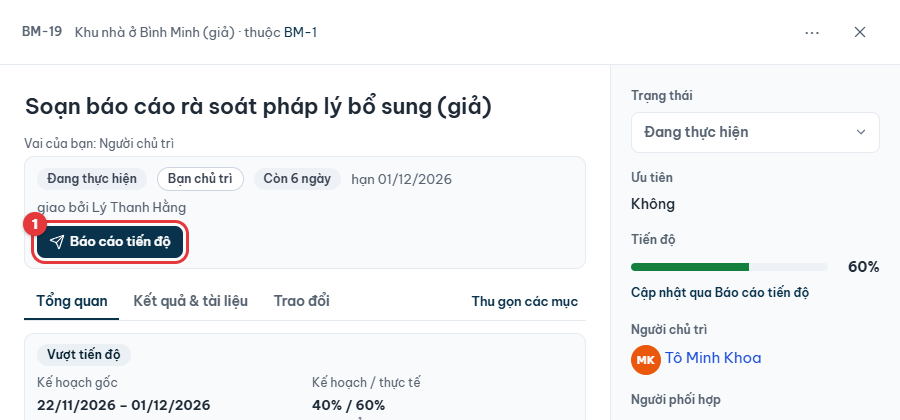 BM-19 Khu nhà ở Bình Minh (giả) · thuộc BM-1
Soạn báo cáo rà soát pháp lý bổ sung (giả)
Vai của bạn: Người chủ trì
Đang thực hiện Bạn chủ trì Còn 6 ngày hạn 01/12/2026
giao bởi Lý Thanh Hằng
1
Báo cáo tiến độ
Tổng quan Kết quả & tài liệu Trao đổi Thu gọn các mục
Vượt tiến độ
Kế hoạch gốc Kế hoạch / thực tế
22/11/2026 – 01/12/2026 40% / 60%
Trạng thái
Đang thực hiện
Ưu tiên
Không
Tiến độ
60%
Cập nhật qua Báo cáo tiến độ
Người chủ trì
MK Tô Minh Khoa
Người phối hợp